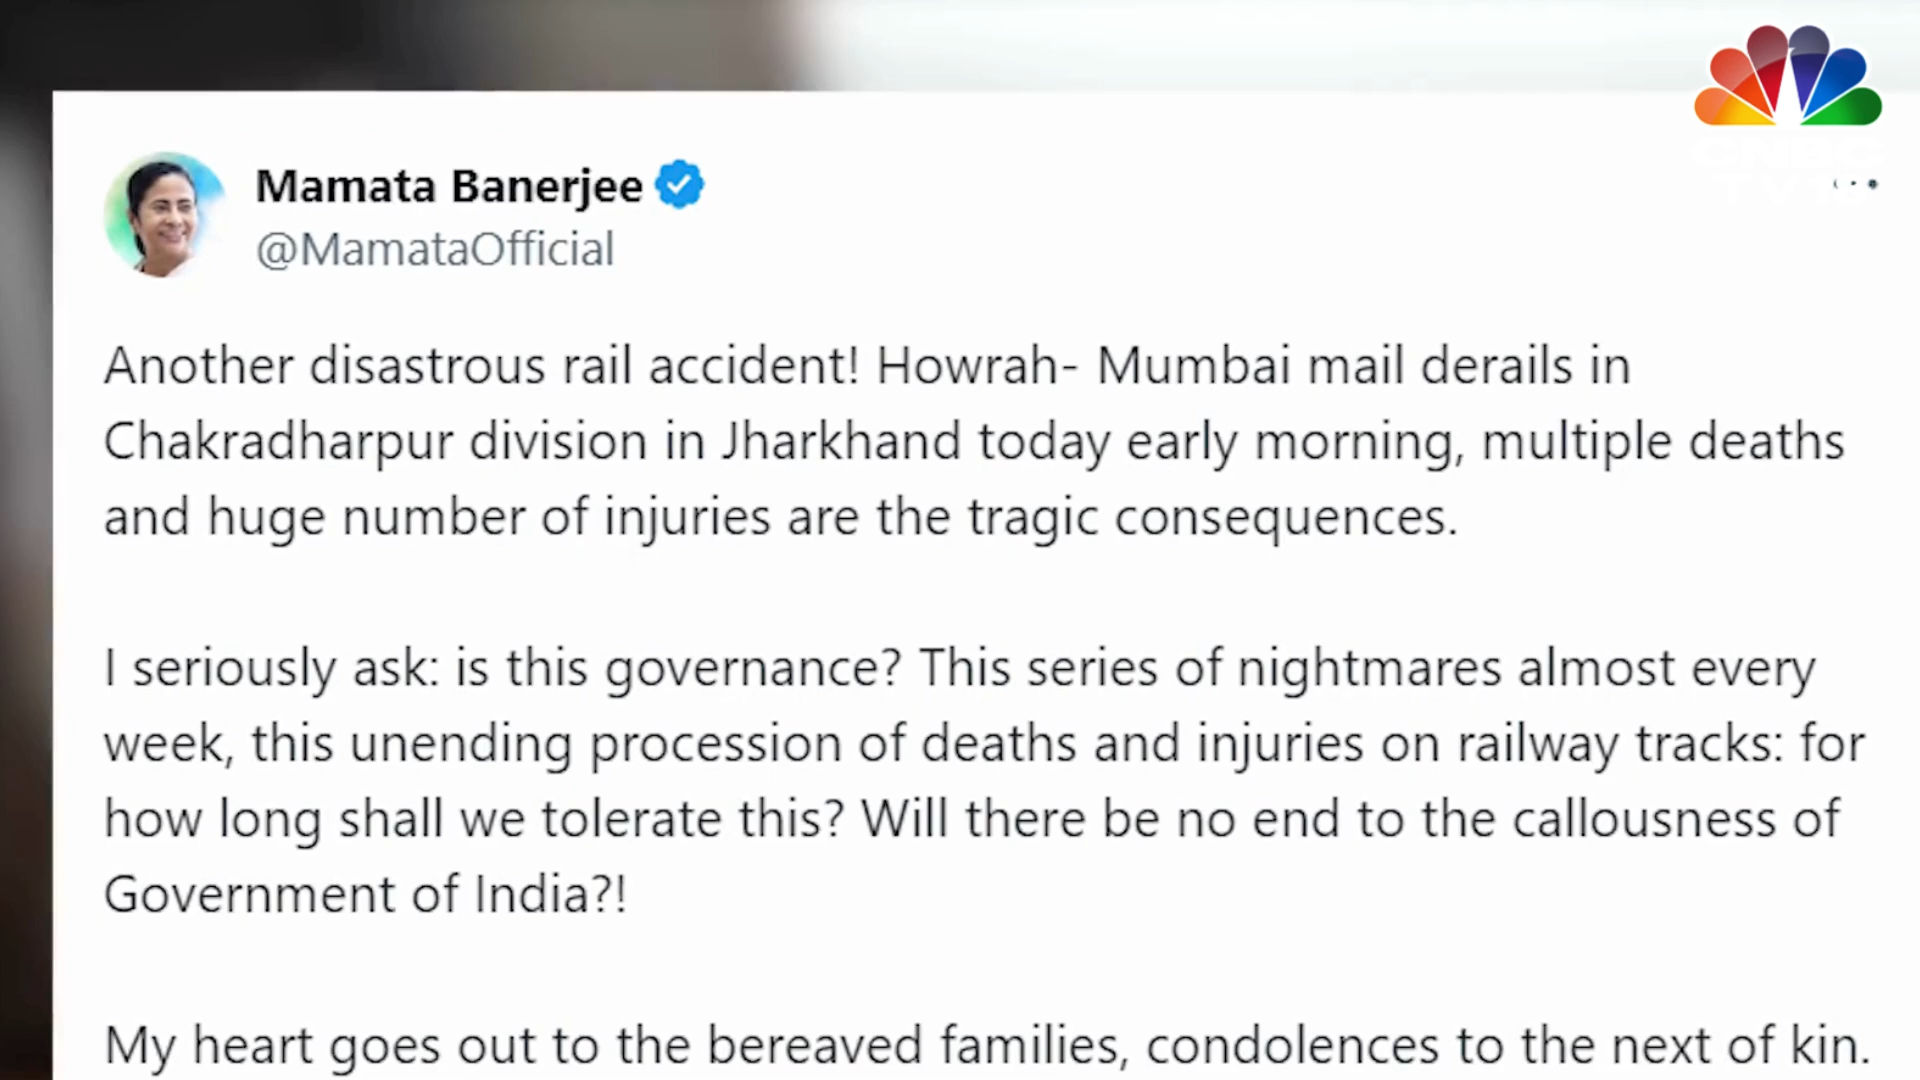 Mamata Banerjee
@MamataOfficial
Another disastrous rail accident! Howrah- Mumbai mail derails in
Chakradharpur division in Jharkhand today early morning, multiple deaths
and huge number of injuries are the tragic consequences.
I seriously ask: is this governance? This series of nightmares almost every
week, this unending procession of deaths and injuries on railway tracks: for
how long shall we tolerate this? Will there be no end to the callousness of
Government of India?!
My heart goes out to the bereaved families, condolences to the next of kin.
CNBC
TV18